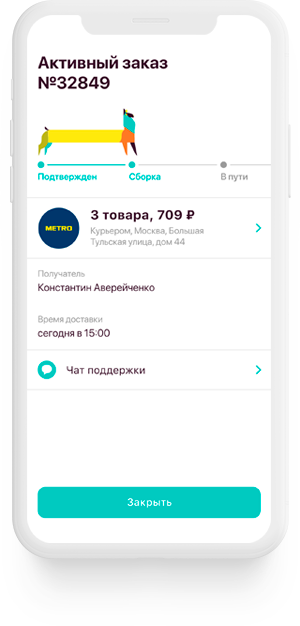 Активный заказ
№32849
Подтвержден
Сборка
В пути
METRO
3 товара, 709 ₽
Курьером, Москва, Большая
Тульская улица, дом 44
Получатель
Константин Аверейченко
Время доставки
сегодня в 15:00
Чат поддержки
Закрыть